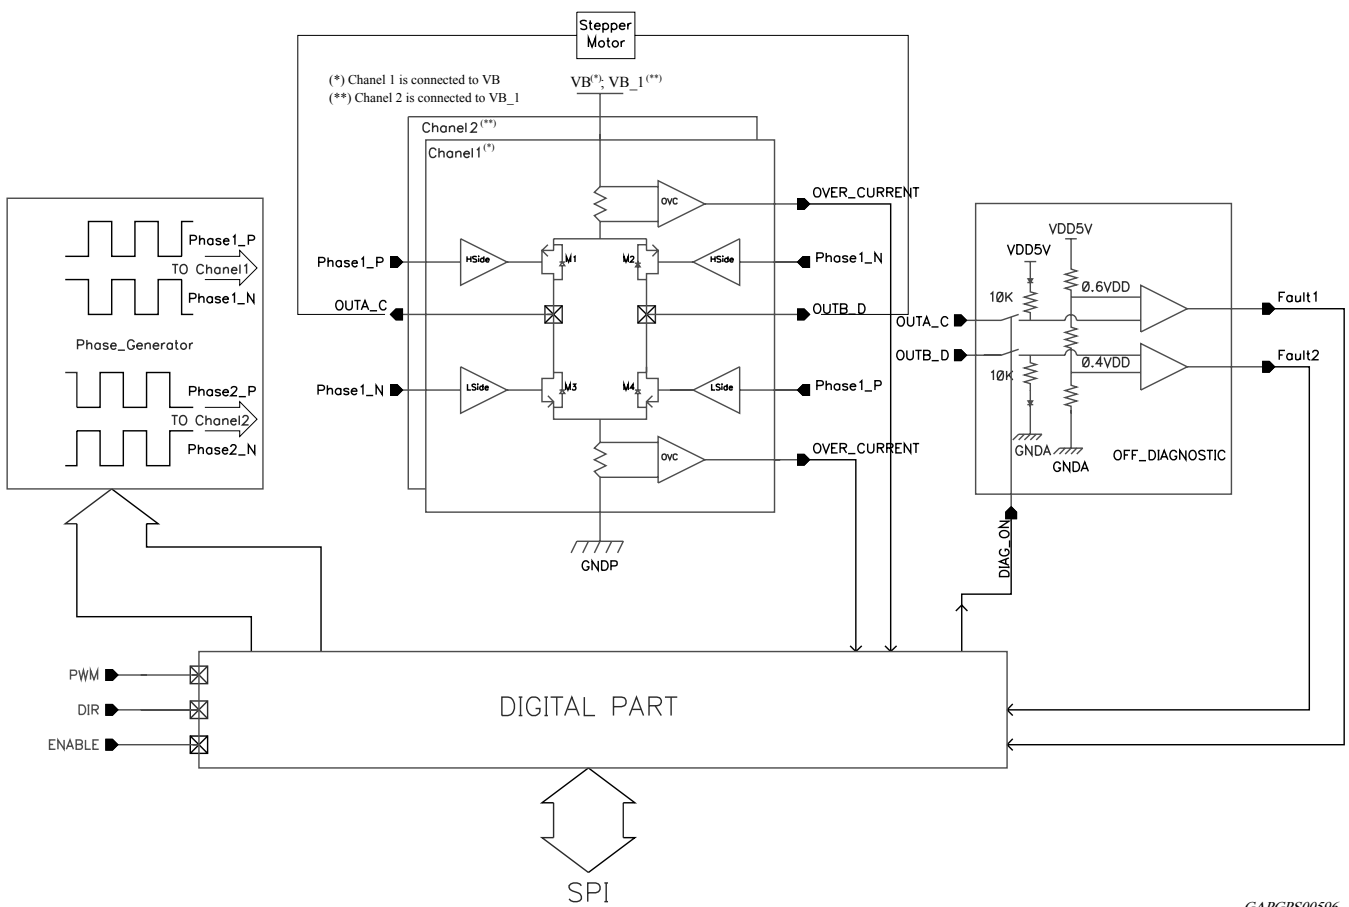 Stepper
Motor
(*) Chanel 1 is connected to VB
(**) Chanel 2 is connected to VB_1
VB(*); VB_1(**)
Chanel2(**)
Chanel1(*)
OVC
OVER_CURRENT
Phase1_P
HSide
M1
M2
HSide
Phase1_N
OUTA_C
OUTB_D
Phase1_N
LSide
M3
M4
LSide
Phase1_P
OVC
OVER_CURRENT
GNDP
Phase1_P
TO Chanel1
Phase1_N
Phase_Generator
Phase2_P
TO Chanel2
Phase2_N
VDD5V
VDD5V
10K
0.6VDD
OUTA_C
Fault1
OUTB_D
0.4VDD
Fault2
10K
GNDA
GNDA
OFF_DIAGNOSTIC
DIAG_ON
PWM
DIR
ENABLE
DIGITAL PART
SPI